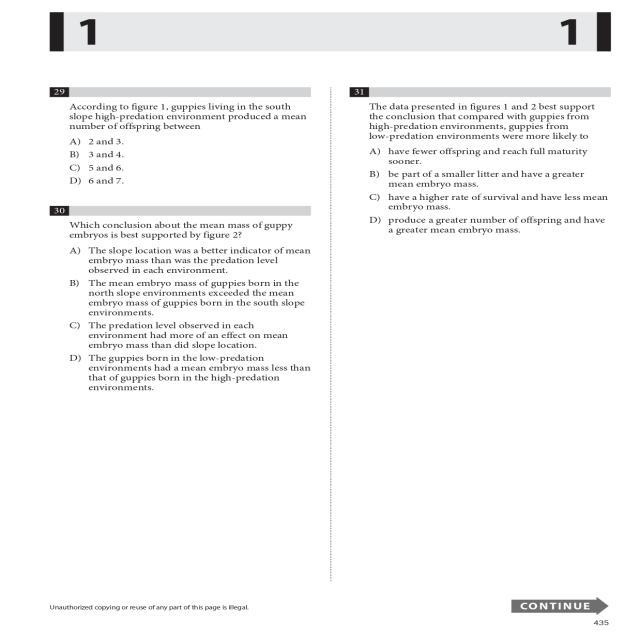 1
1
29
According to figure 1, guppies living in the south
slope high-predation environment produced a mean
number of offspring between
A) 2 and 3.
B) 3 and 4.
C) 5 and 6.
D) 6 and 7.
30
Which conclusion about the mean mass of guppy
embryos is best supported by figure 2?
A) The slope location was a better indicator of mean
embryo mass than was the predation level
observed in each environment.
B) The mean embryo mass of guppies born in the
north slope environments exceeded the mean
embryo mass of guppies born in the south slope
environments.
C) The predation level observed in each
environment had more of an effect on mean
embryo mass than did slope location.
D) The guppies born in the low-predation
environments had a mean embryo mass less than
that of guppies born in the high-predation
environments.
31
The data presented in figures 1 and 2 best support
the conclusion that compared with guppies from
high-predation environments, guppies from
low-predation environments were more likely to
A) have fewer offspring and reach full maturity
sooner.
B) be part of a smaller litter and have a greater
mean embryo mass.
C) have a higher rate of survival and have less mean
embryo mass.
D) produce a greater number of offspring and have
a greater mean embryo mass.
Unauthorized copying or reuse of any part of this page is illegal.
CONTINUE
435